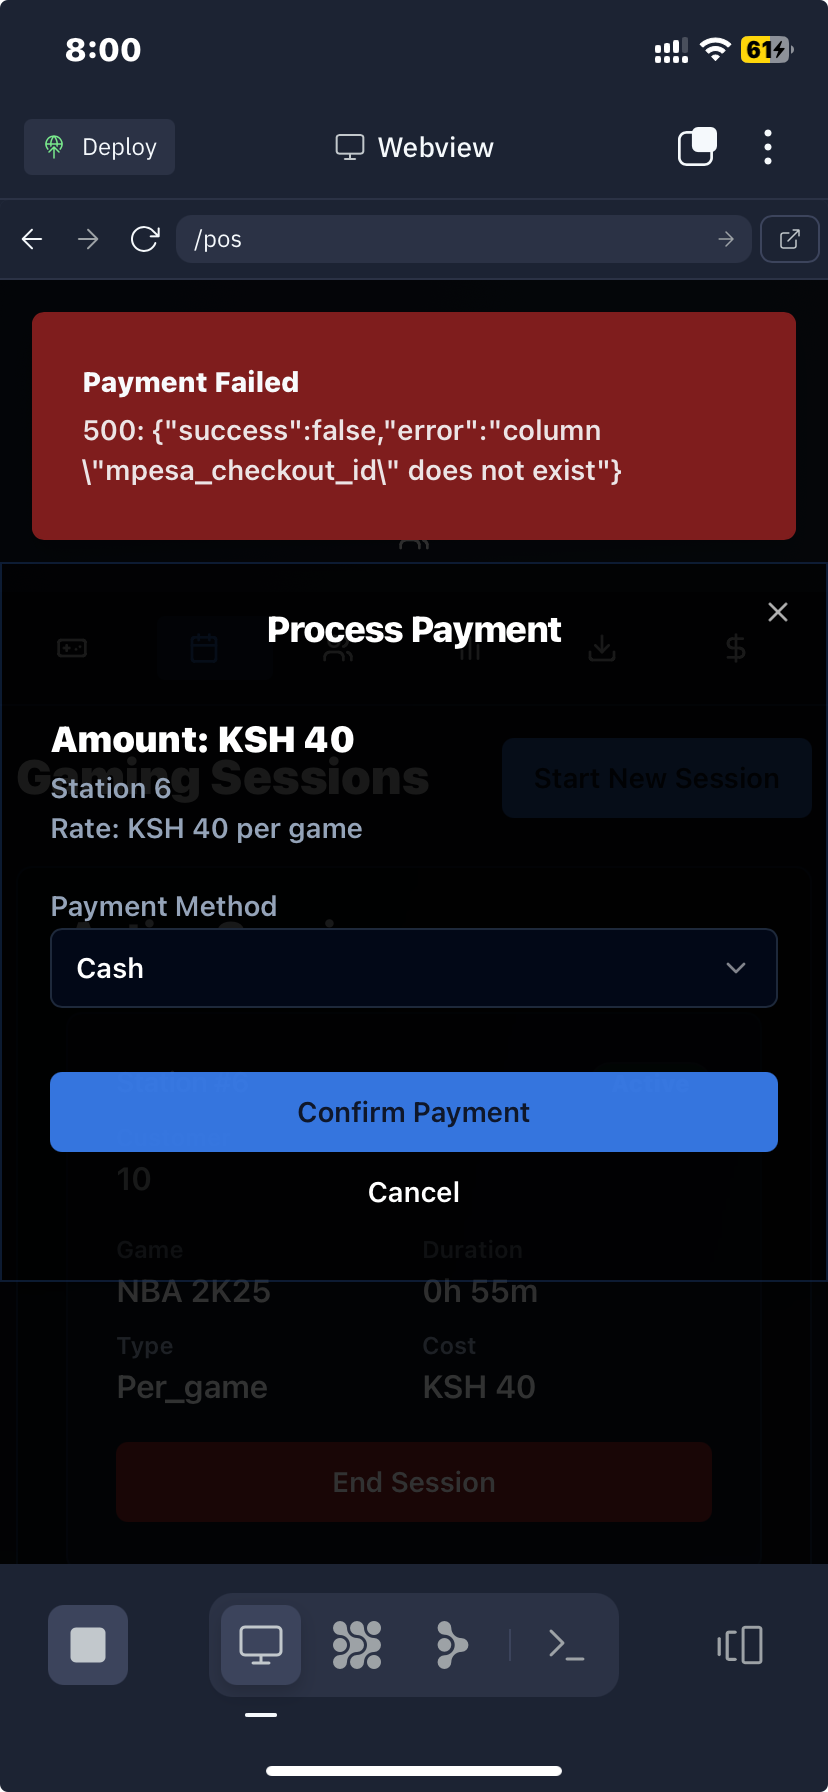 8:00
61
Deploy
Webview
/pos
Payment Failed
500: {"success":false,"error":"column
\"mpesa_checkout_id\" does not exist"}
Process Payment
Amount: KSH 40
Gaming Sessions
Start New Session
Station 6
Rate: KSH 40 per game
Payment Method
Cash
Active
Confirm Payment
10
Cancel
Game
Duration
NBA 2K25
0h 55m
Type
Cost
Per_game
KSH 40
End Session